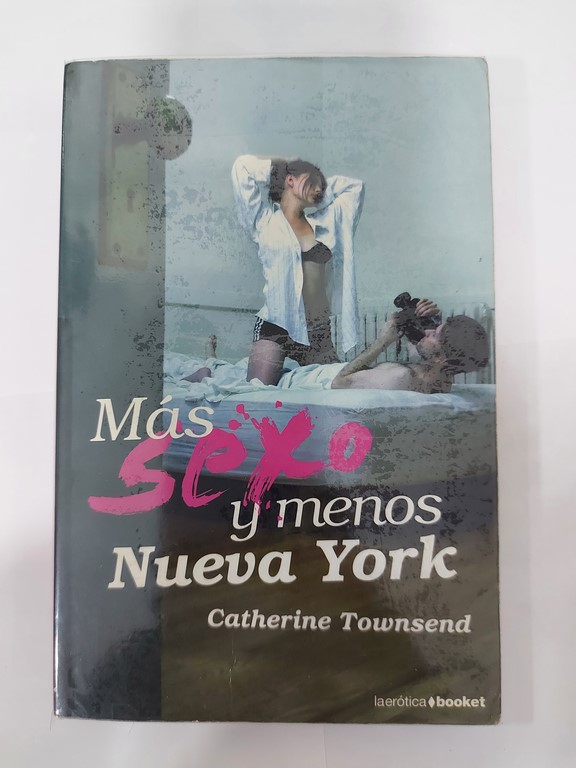 Más
sexo
y menos
Nueva York
Catherine Townsend
laerótica♦booket